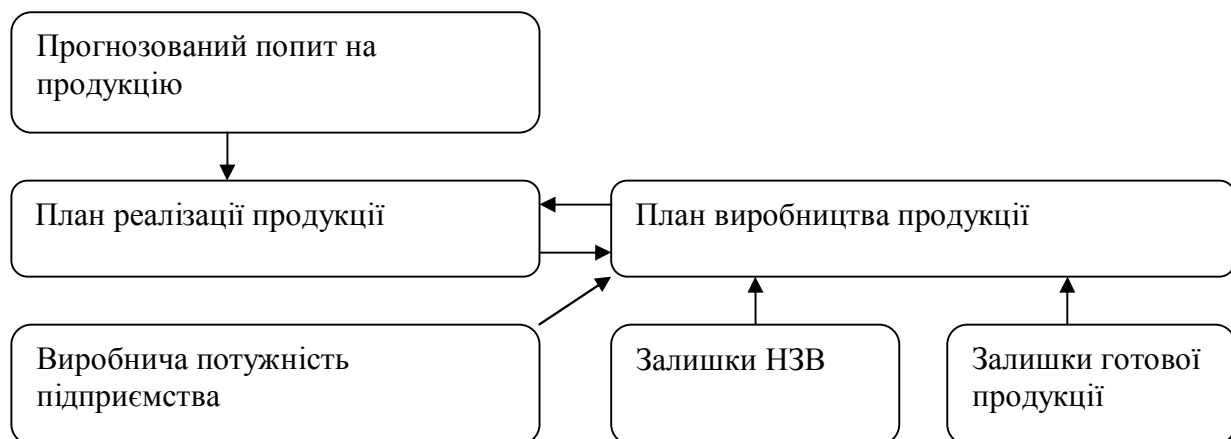 Прогнозований попит на
продукцію
План реалізації продукції
План виробництва продукції
Виробнича потужність
підприємства
Залишки НЗВ
Залишки готової
продукції